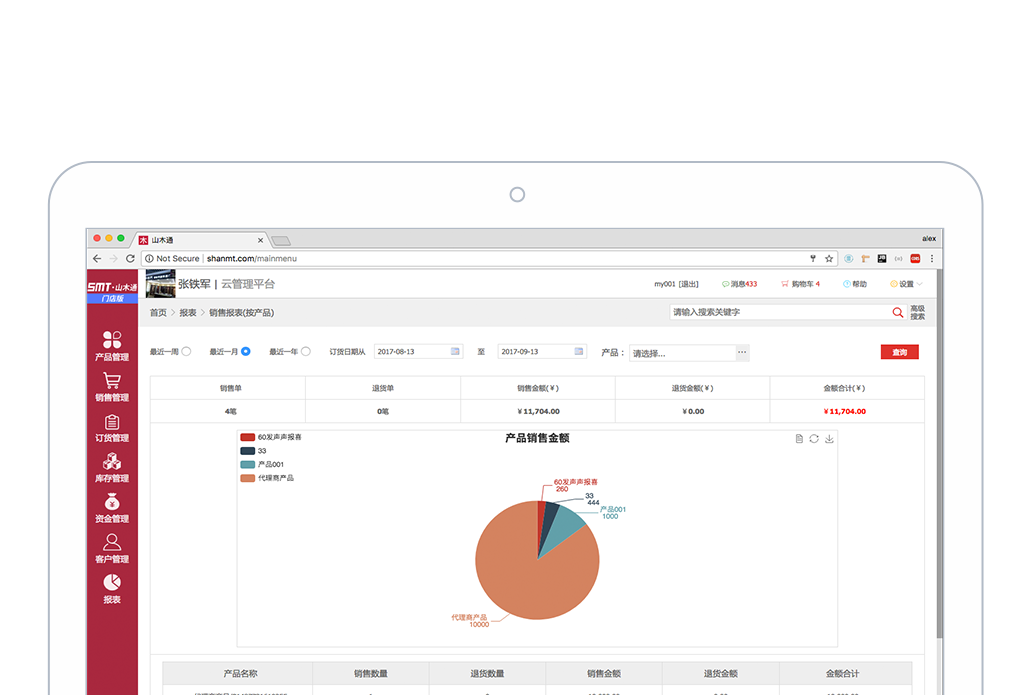 山木通
alex
Not Secure | shanmt.com/mainmenu
SMT·山木通
门店版
张铁军 | 云管理平台
my001 [退出] 消息433 购物车 4 帮助 设置
首页 > 报表 > 销售报表(按产品)
请输入搜索关键字
高级
搜索
产品管理
销售管理
订货管理
库存管理
资金管理
客户管理
报表
最近一周 最近一月 最近一年 订货日期从 2017-08-13 至 2017-09-13 产品： 请选择... ... 查询
销售单 退货单 销售金额(￥) 退货金额(￥) 金额合计(￥)
4笔 0笔 ￥11,704.00 ￥0.00 ￥11,704.00
产品销售金额
60发声声报喜
33
产品001
代理商产品
60发声声报喜
260
33
444
产品001
1000
代理商产品
10000
产品名称 销售数量 退货数量 销售金额 退货金额 金额合计